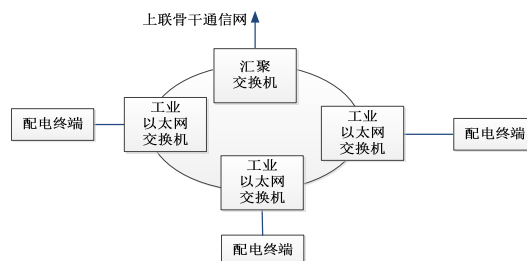 上联骨干通信网
汇聚
交换机
工业
以太网
交换机
配电终端
工业
以太网
交换机
配电终端
工业
以太网
交换机
配电终端